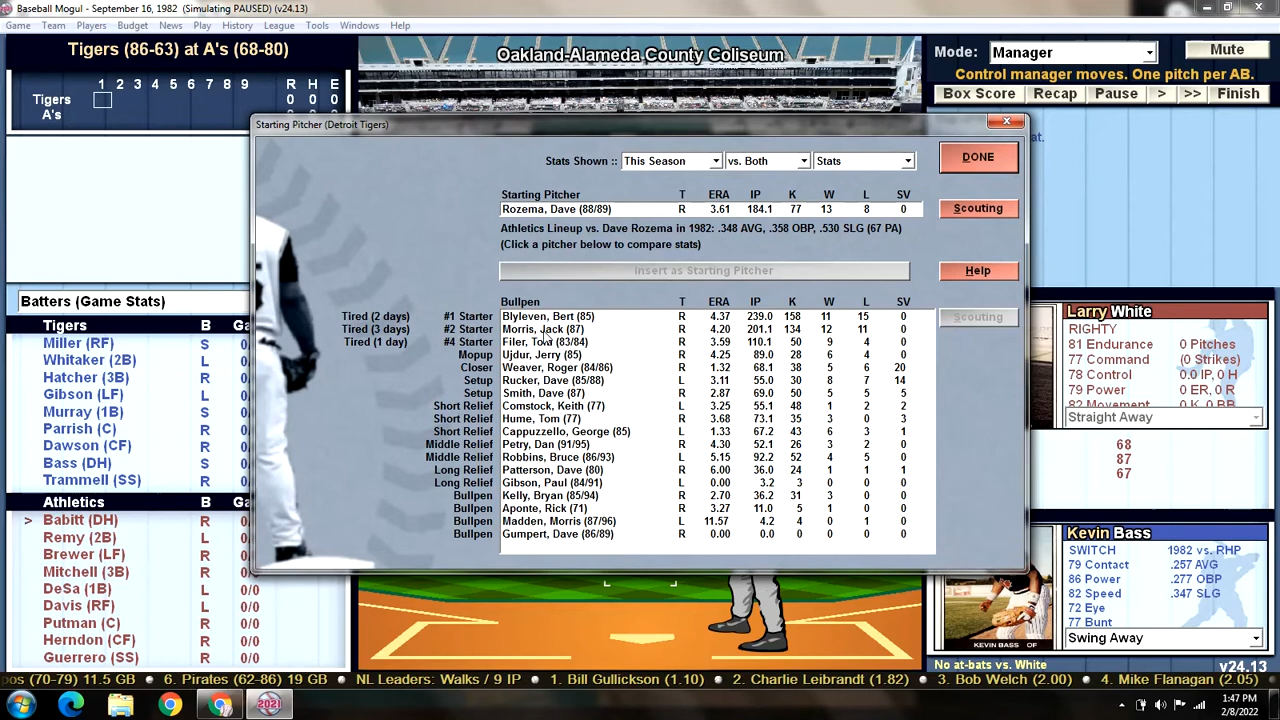 Baseball Mogul - September 16, 1982 (Simulating PAUSED) (v24.13)
Game Team Players Budget News Play History League Tools Windows Help
Tigers (86-63) at A's (68-80)
1 2 3 4 5 6 7 8 9 R H E
Tigers 0 0
A's 0 0
Oakland-Alameda County Coliseum
Mode: Manager
Mute
Control manager moves. One pitch per AB.
Box Score Recap Pause > >> Finish
at.
Starting Pitcher (Detroit Tigers)
Stats Shown :: This Season vs. Both Stats
DONE
Starting Pitcher T ERA IP K W L SV
Rozema, Dave (88/89) R 3.61 184.1 77 13 8 0
Scouting
Athletics Lineup vs. Dave Rozema in 1982: .348 AVG, .358 OBP, .530 SLG (67 PA)
(Click a pitcher below to compare stats)
Insert as Starting Pitcher
Help
Bullpen T ERA IP K W L SV
Tired (2 days) #1 Starter Blyleven, Bert (85) R 4.37 239.0 158 11 15 0
Scouting
Tired (3 days) #2 Starter Morris, Jack (87) R 4.20 201.1 134 12 11 0
Tired (1 day) #4 Starter Filer, Tom (83/84) R 3.59 110.1 50 9 4 0
Mopup Ujdur, Jerry (85) R 4.25 89.0 28 6 4 0
Closer Weaver, Roger (84/86) R 1.32 68.1 38 5 6 20
Setup Rucker, Dave (85/88) L 3.11 55.0 30 8 7 14
Setup Smith, Dave (87) R 2.87 69.0 50 5 5 5
Short Relief Comstock, Keith (77) L 3.25 55.1 48 1 2 2
Short Relief Hume, Tom (77) R 3.68 73.1 35 3 0 3
Short Relief Cappuzzello, George (85) L 1.33 67.2 43 6 3 1
Middle Relief Petry, Dan (91/95) R 4.30 52.1 26 3 2 0
Middle Relief Robbins, Bruce (86/93) L 5.15 92.2 52 4 5 0
Long Relief Patterson, Dave (80) R 6.00 36.0 24 1 1 1
Long Relief Gibson, Paul (84/91) L 0.00 3.2 3 0 0 0
Bullpen Kelly, Bryan (85/94) R 2.70 36.2 31 3 0 0
Bullpen Aponte, Rick (71) R 3.27 11.0 5 1 0 0
Bullpen Madden, Morris (87/96) L 11.57 4.2 4 0 1 0
Bullpen Gumpert, Dave (86/89) R 0.00 0.0 0 0 0 0
Batters (Game Stats)
Tigers B Ga
Miller (RF) R
Whitaker (2B) L
Hatcher (3B) R
Gibson (LF) L
Murray (1B) S
Parrish (C) R
Dawson (CF) R
Bass (DH) S
Trammell (SS) R
Athletics B Ga
> Babitt (DH) R 0/0
Remy (2B) L 0/0
Brewer (LF) R 0/0
Mitchell (3B) R 0/0
DeSa (1B) L 0/0
Davis (RF) L 0/0
Putman (C) R 0/0
Herndon (CF) R 0/0
Guerrero (SS) R 0/0
Larry White
RIGHTY
81 Endurance 0 Pitches
77 Command (0 Strikes)
78 Control 0.0 IP, 0 H
79 Power 0 ER, 0 R
82 Movement 0 K, 0 BB
Straight Away
68
87
67
Kevin Bass
SWITCH 1982 vs. RHP
79 Contact .257 AVG
86 Power .277 OBP
82 Speed .347 SLG
72 Eye
77 Bunt
KEVIN BASS OF
Swing Away
No at-bats vs. White
v24.13
pos (70-79) 11.5 GB 6. Pirates (62-86) 19 GB NL Leaders: Walks / 9 IP 1. Bill Gullickson (1.10) 2. Charlie Leibrandt (1.82) 3. Bob Welch (2.00) 4. Mike Flanagan (2.05)
2021
1:47 PM
2/8/2022